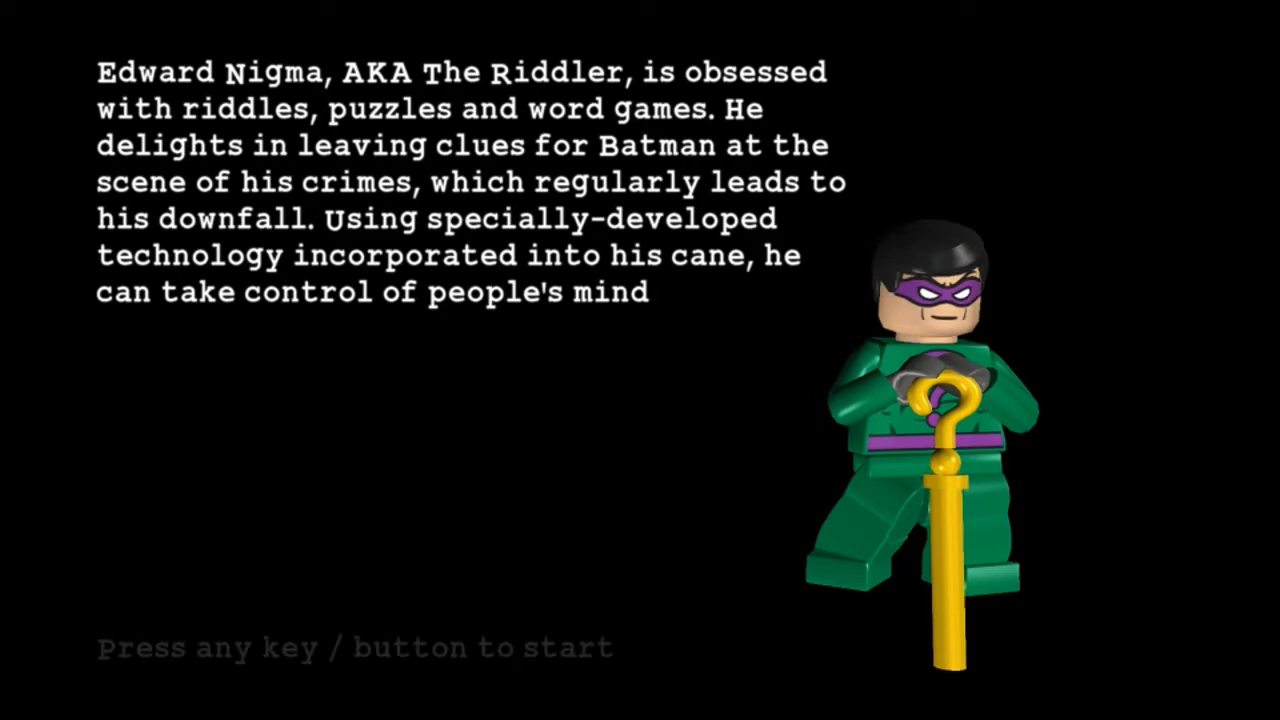 Edward Nigma, AKA The Riddler, is obsessed
with riddles, puzzles and word games. He
delights in leaving clues for Batman at the
scene of his crimes, which regularly leads to
his downfall. Using specially-developed
technology incorporated into his cane, he
can take control of people's mind
Press any key / button to start